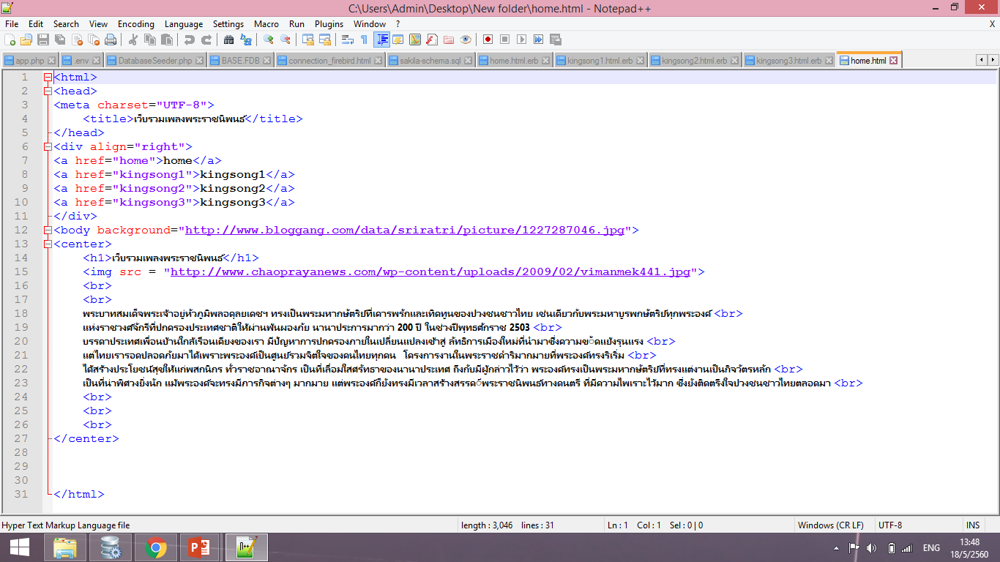 C:\Users\Admin\Desktop\New folder\home.html - Notepad++
File Edit Search View Encoding Language Settings Macro Run Plugins Window ? X
app.php .env DatabaseSeeder.php BASE.FDB connection_firebird.html sakila-schema.sql home.html.erb kingsong1.html.erb kingsong2.html.erb kingsong3.html.erb home.html
1 <html>
2 <head>
3 <meta charset="UTF-8">
4 <title>เว็บรวมเพลงพระราชนิพนธ์</title>
5 </head>
6 <div align="right">
7 <a href="home">home</a>
8 <a href="kingsong1">kingsong1</a>
9 <a href="kingsong2">kingsong2</a>
10 <a href="kingsong3">kingsong3</a>
11 </div>
12 <body background="http://www.bloggang.com/data/sriratri/picture/1227287046.jpg">
13 <center>
14 <h1>เว็บรวมเพลงพระราชนิพนธ์</h1>
15 <img src = "http://www.chaoprayanews.com/wp-content/uploads/2009/02/vimanmek441.jpg">
16 <br>
17 <br>
18 พระบาทสมเด็จพระเจ้าอยู่หัวภูมิพลอดุลยเดชฯ ทรงเป็นพระมหากษัตริย์ที่เคารพรักและเทิดทูนของปวงชนชาวไทย เช่นเดียวกับพระมหาบูรพกษัตริย์ทุกพระองค์ <br>
19 แห่งราชวงศ์จักรีที่ปกครองประเทศชาติให้ผ่านพ้นผองภัย นานาประการมากว่า 200 ปี ในช่วงปีพุทธศักราช 2503 <br>
20 บรรดาประเทศเพื่อนบ้านใกล้เรือนเคียงของเรา มีปัญหาการปกครองภายในเปลี่ยนแปลงเข้าสู่ ลัทธิการเมืองใหม่ที่นำมาซึ่งความขัดแย้งรุนแรง <br>
21 แต่ไทยเรารอดปลอดภัยมาได้เพราะพระองค์เป็นศูนย์รวมจิตใจของคนไทยทุกคน โครงการงานในพระราชดำริมากมายที่พระองค์ทรงริเริ่ม <br>
22 ได้สร้างประโยชน์สุขให้แก่พสกนิกร ทั่วราชอาณาจักร เป็นที่เลื่อมใสศรัทธาของนานาประเทศ ถึงกับมีผู้กล่าวไว้ว่า พระองค์ทรงเป็นพระมหากษัตริย์ที่ทรงแต่งานเป็นกิจวัตรหลัก <br>
23 เป็นที่น่าพิศวงยิ่งนัก แม้พระองค์จะทรงมีภารกิจต่างๆ มากมาย แต่พระองค์ก็ยังทรงมีเวลาสร้างสรรค์พระราชนิพนธ์ทางดนตรี ที่มีความไพเราะไว้มาก ซึ่งยังติดตรึงใจปวงชนชาวไทยตลอดมา <br>
24 <br>
25 <br>
26 <br>
27 </center>
28
29
30
31 </html>
Hyper Text Markup Language file length : 3,046 lines : 31 Ln : 1 Col : 1 Sel : 0 | 0 Windows (CR LF) UTF-8 INS
ENG 13:48
18/5/2560